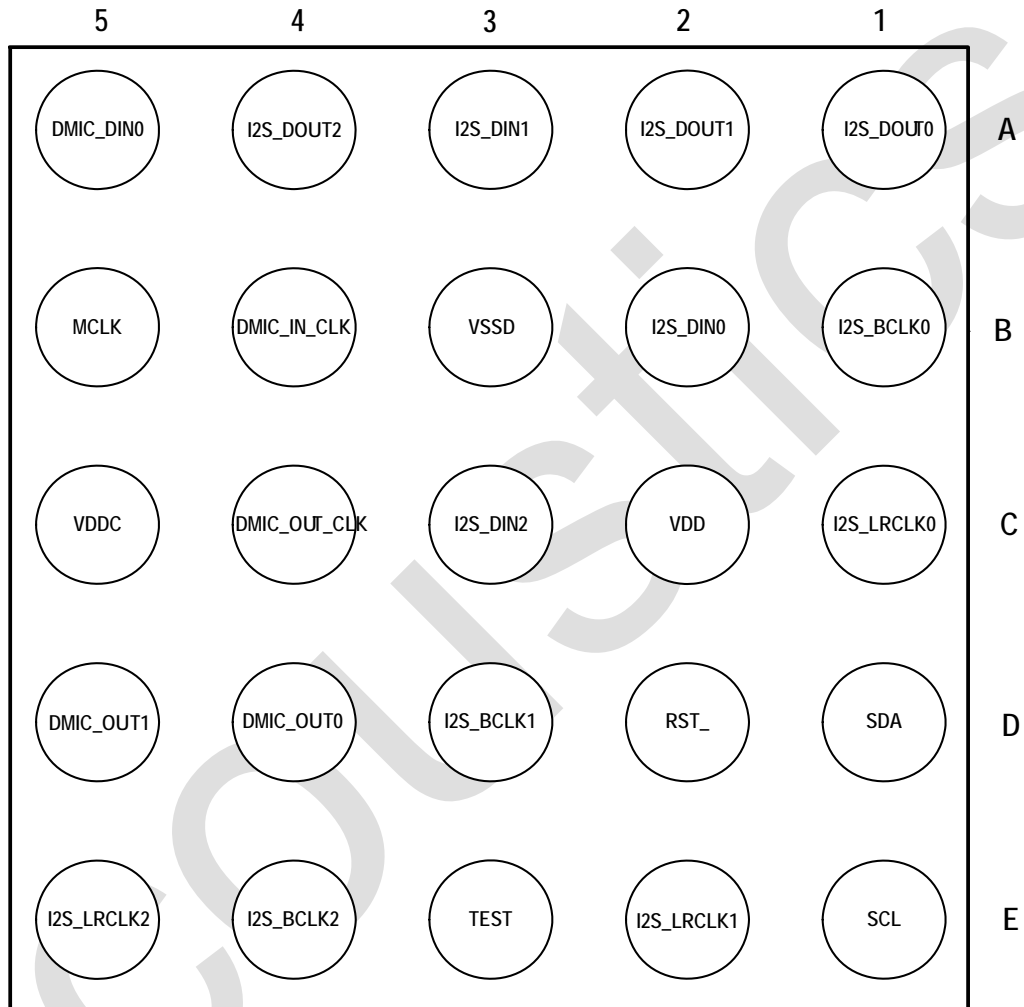 5 4 3 2 1
DMIC_DIN0 I2S_DOUT2 I2S_DIN1 I2S_DOUT1 I2S_DOUT0 A
MCLK DMIC_IN_CLK VSSD I2S_DIN0 I2S_BCLK0 B
VDDC DMIC_OUT_CLK I2S_DIN2 VDD I2S_LRCLK0 C
DMIC_OUT1 DMIC_OUT0 I2S_BCLK1 RST_ SDA D
I2S_LRCLK2 I2S_BCLK2 TEST I2S_LRCLK1 SCL E
coustics